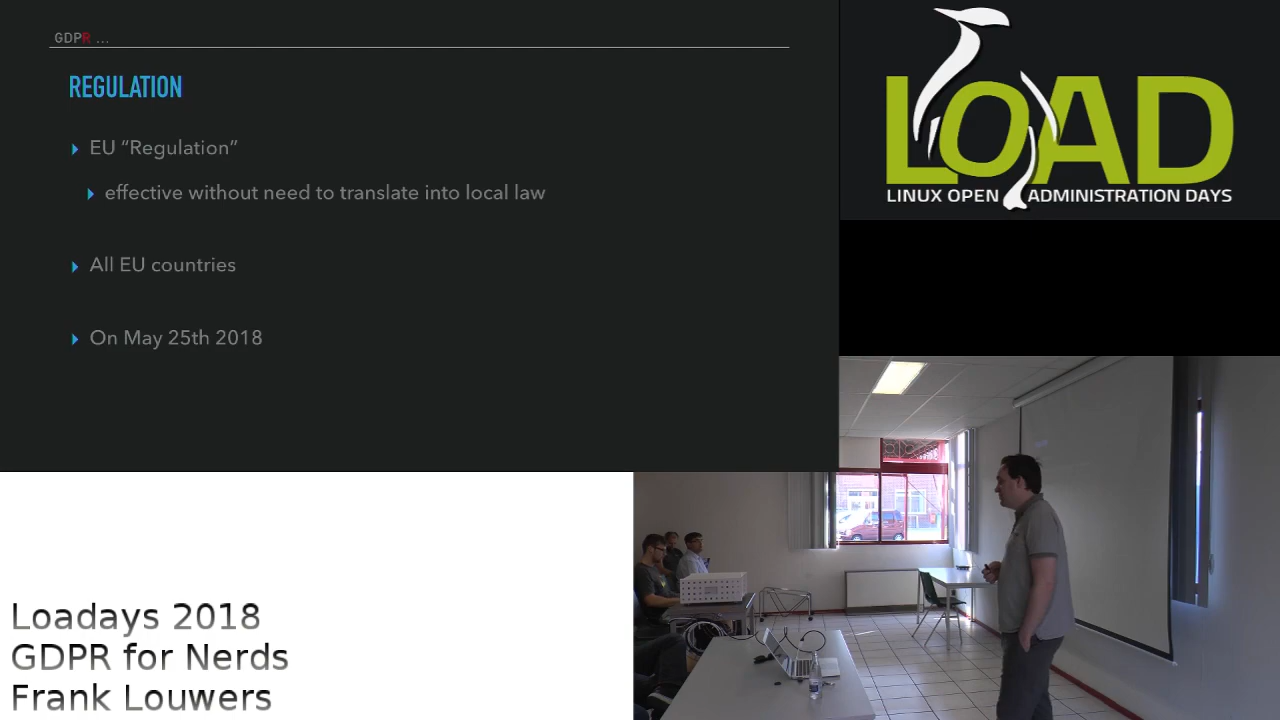 GDPR ...
REGULATION
EU “Regulation”
effective without need to translate into local law
All EU countries
On May 25th 2018
LOAD
LINUX OPEN ADMINISTRATION DAYS
Loadays 2018
GDPR for Nerds
Frank Louwers